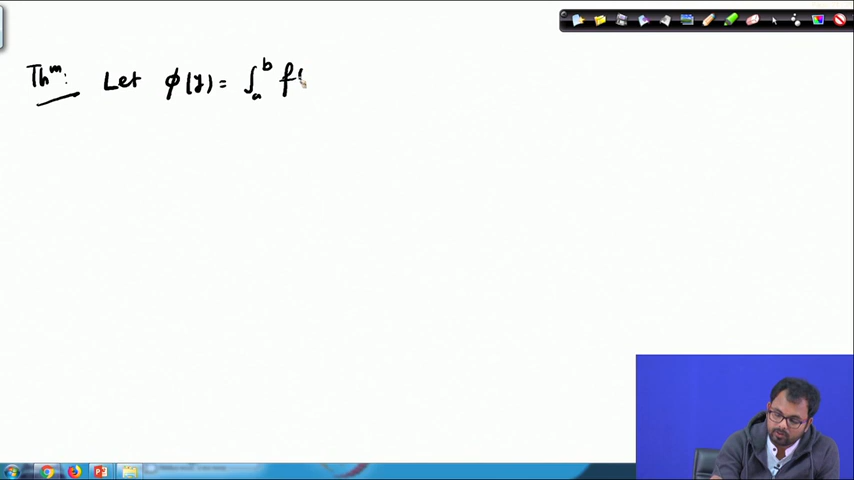 Thᵐ: Let ϕ(y) = ∫ₐᵇ f(